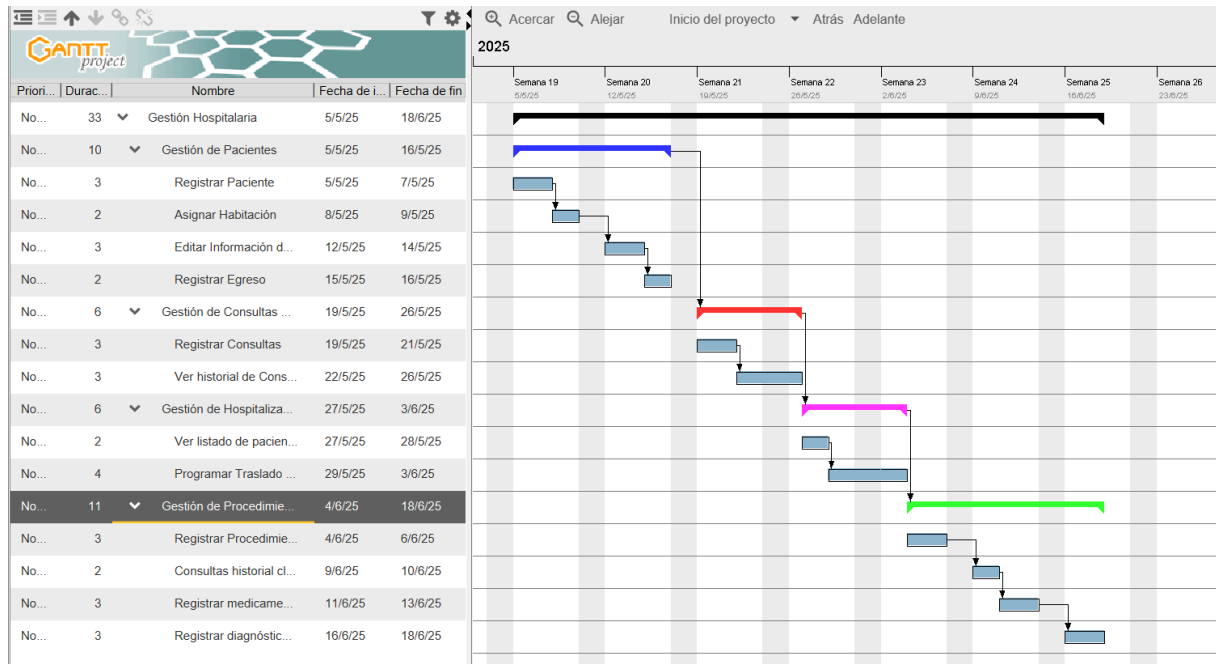 Acercar Alejar Inicio del proyecto Atrás Adelante
GANTT project
2025
Semana 19 Semana 20 Semana 21 Semana 22 Semana 23 Semana 24 Semana 25 Semana 26
5/5/25 12/5/25 19/5/25 26/5/25 2/6/25 9/6/25 16/6/25 23/6/25
Priori... Durac... Nombre Fecha de i... Fecha de fin
No... 33 Gestión Hospitalaria 5/5/25 18/6/25
No... 10 Gestión de Pacientes 5/5/25 16/5/25
No... 3 Registrar Paciente 5/5/25 7/5/25
No... 2 Asignar Habitación 8/5/25 9/5/25
No... 3 Editar Información d... 12/5/25 14/5/25
No... 2 Registrar Egreso 15/5/25 16/5/25
No... 6 Gestión de Consultas ... 19/5/25 26/5/25
No... 3 Registrar Consultas 19/5/25 21/5/25
No... 3 Ver historial de Cons... 22/5/25 26/5/25
No... 6 Gestión de Hospitaliza... 27/5/25 3/6/25
No... 2 Ver listado de pacien... 27/5/25 28/5/25
No... 4 Programar Traslado ... 29/5/25 3/6/25
No... 11 Gestión de Procedimie... 4/6/25 18/6/25
No... 3 Registrar Procedimie... 4/6/25 6/6/25
No... 2 Consultas historial cl... 9/6/25 10/6/25
No... 3 Registrar medicame... 11/6/25 13/6/25
No... 3 Registrar diagnóstic... 16/6/25 18/6/25